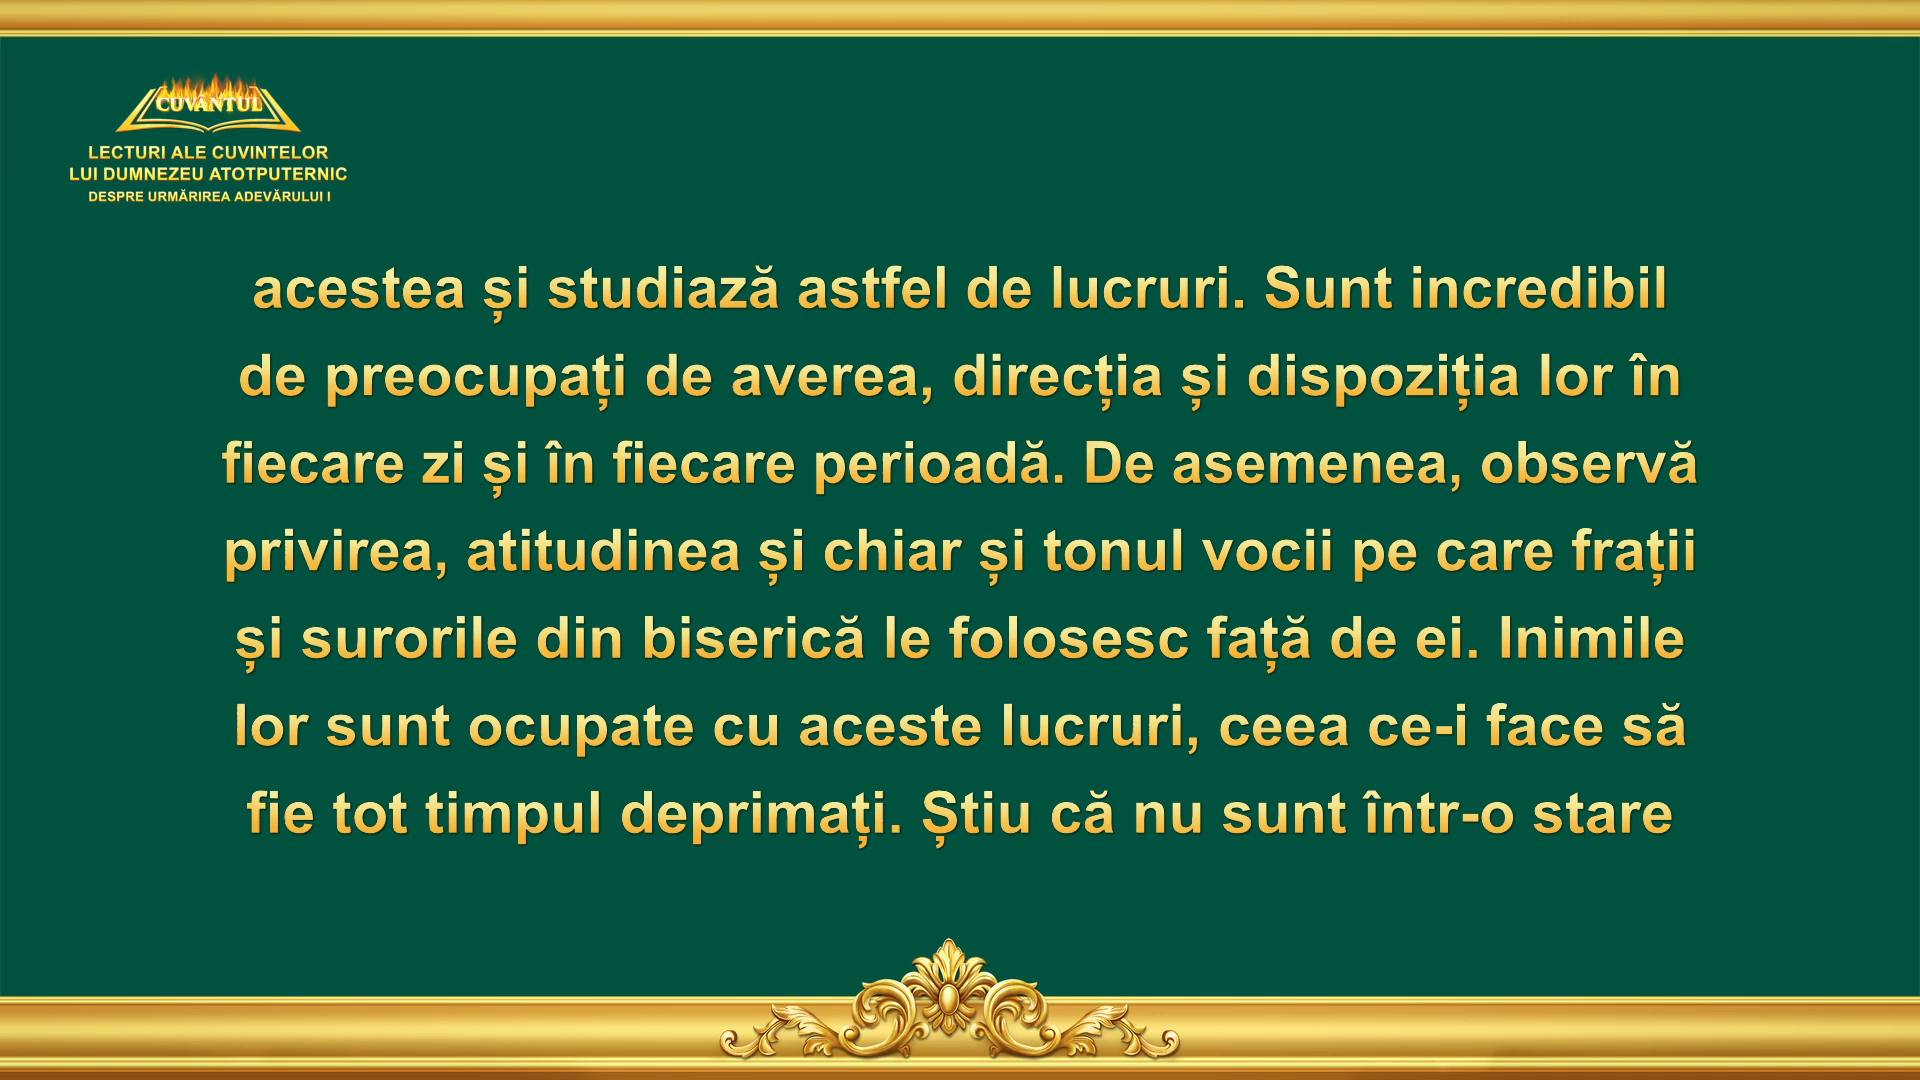 CUVÂNTUL
LECTURI ALE CUVINTELOR
LUI DUMNEZEU ATOTPUTERNIC
DESPRE URMĂRIREA ADEVĂRULUI I
acestea și studiază astfel de lucruri. Sunt incredibil
de preocupați de averea, direcția și dispoziția lor în
fiecare zi și în fiecare perioadă. De asemenea, observă
privirea, atitudinea și chiar și tonul vocii pe care frații
și surorile din biserică le folosesc față de ei. Inimile
lor sunt ocupate cu aceste lucruri, ceea ce-i face să
fie tot timpul deprimați. Știu că nu sunt într-o stare